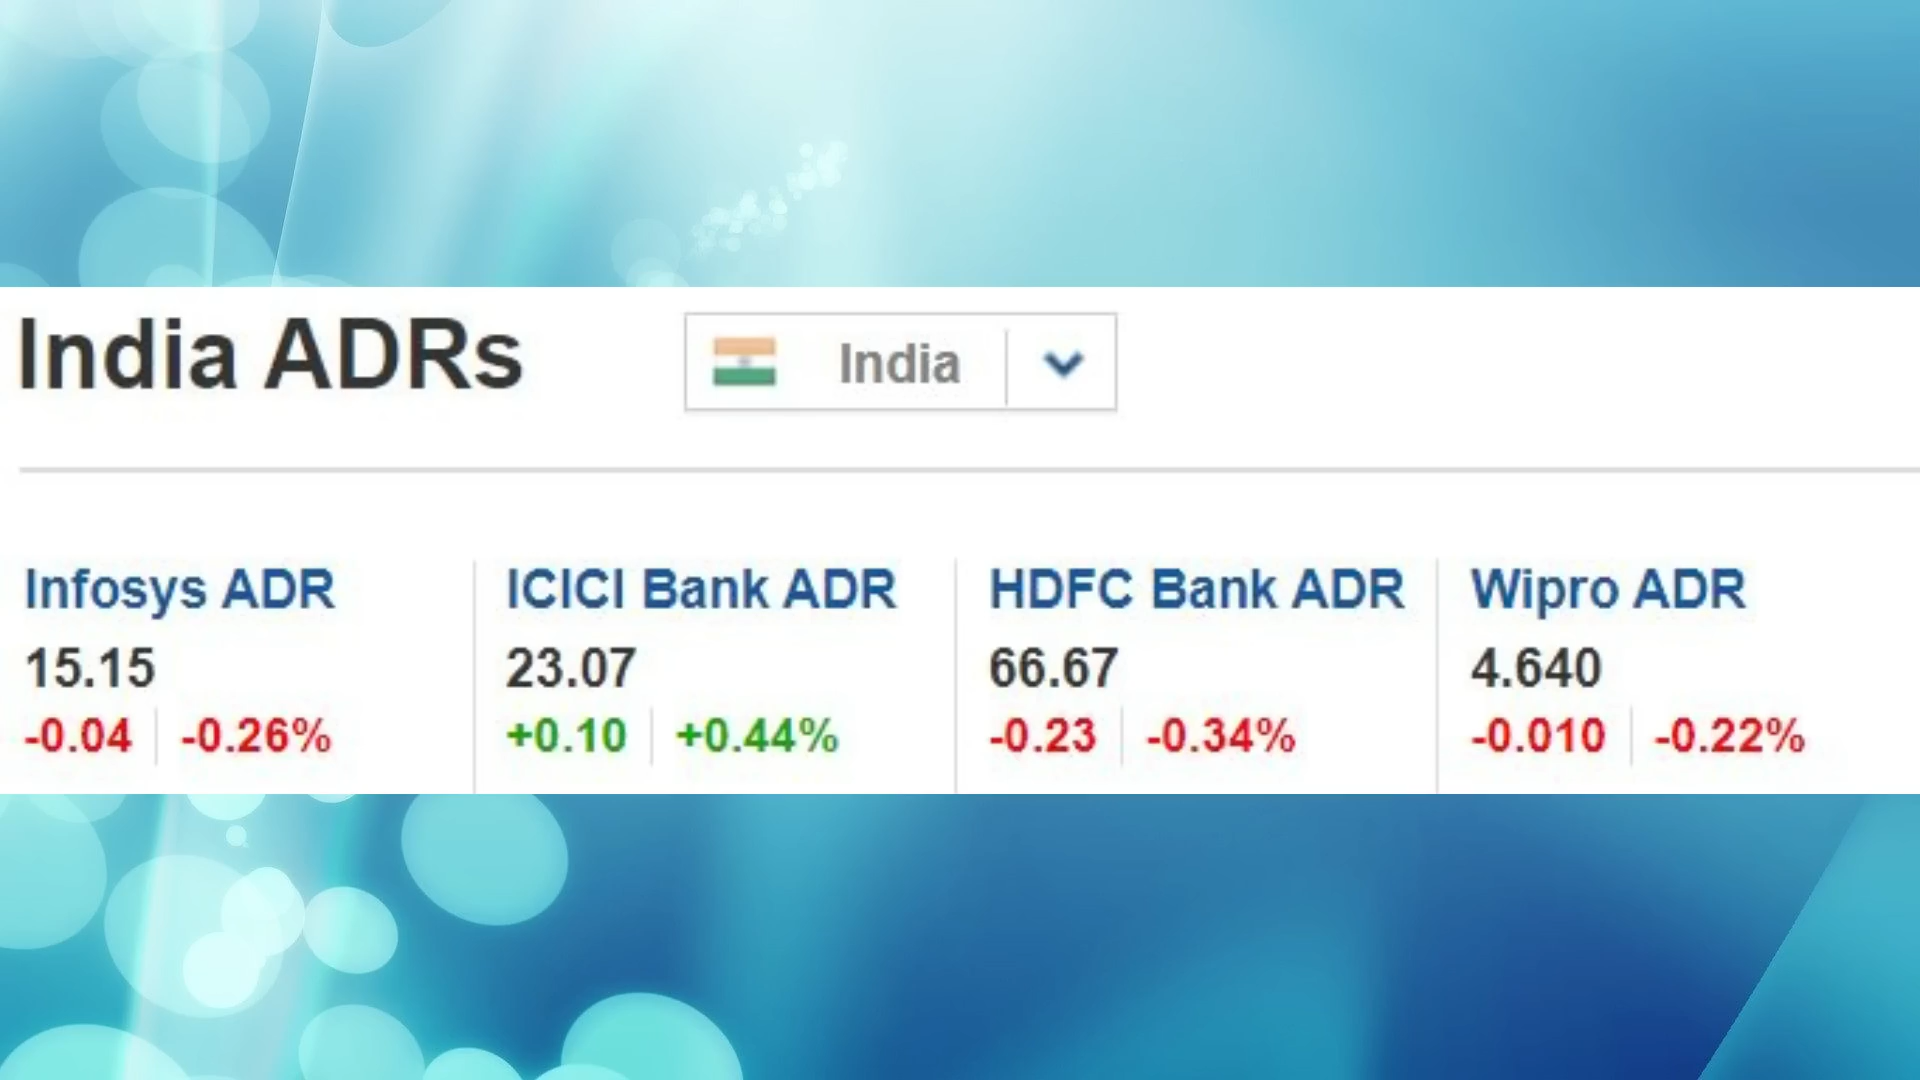 India ADRs
India
Infosys ADR
15.15
-0.04 -0.26%
ICICI Bank ADR
23.07
+0.10 +0.44%
HDFC Bank ADR
66.67
-0.23 -0.34%
Wipro ADR
4.640
-0.010 -0.22%